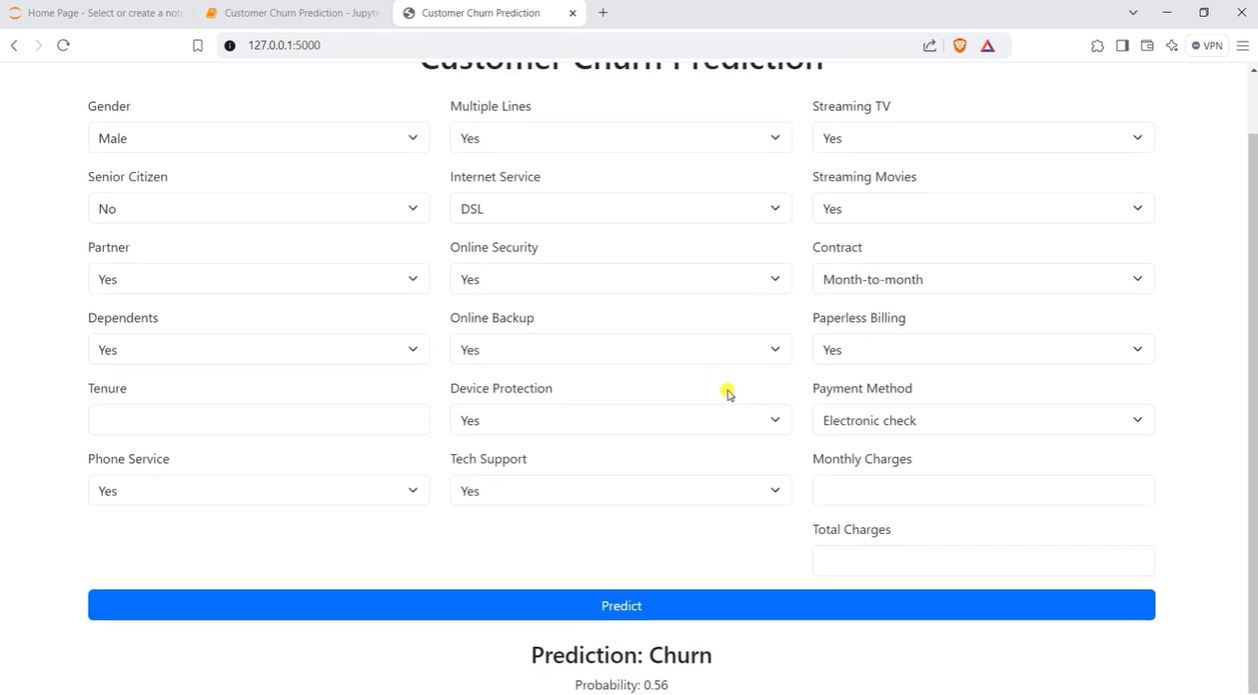 Home Page - Select or create a not
Customer Churn Prediction - Jupyte
Customer Churn Prediction
127.0.0.1:5000
VPN
Customer Churn Prediction
Gender
Male
Senior Citizen
No
Partner
Yes
Dependents
Yes
Tenure
Phone Service
Yes
Multiple Lines
Yes
Internet Service
DSL
Online Security
Yes
Online Backup
Yes
Device Protection
Yes
Tech Support
Yes
Streaming TV
Yes
Streaming Movies
Yes
Contract
Month-to-month
Paperless Billing
Yes
Payment Method
Electronic check
Monthly Charges
Total Charges
Predict
Prediction: Churn
Probability: 0.56